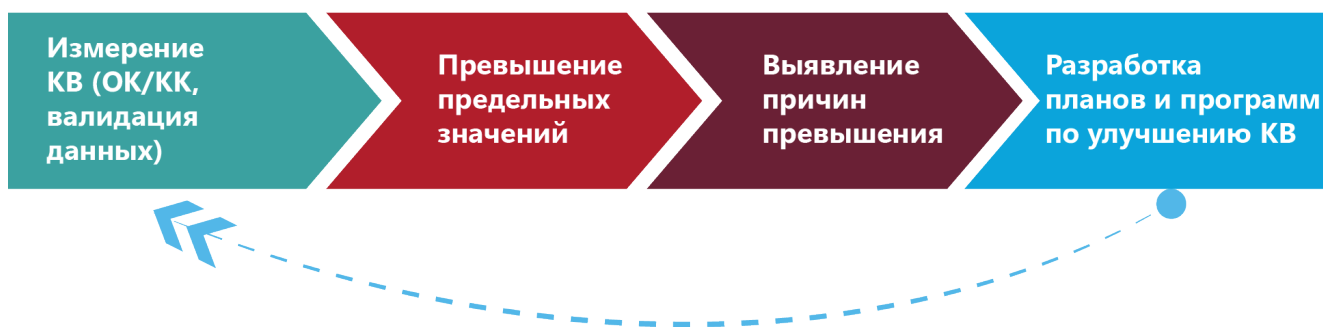 Измерение
КВ (ОК/КК,
валидация
данных)
Превышение
предельных
значений
Выявление
причин
превышения
Разработка
планов и программ
по улучшению КВ